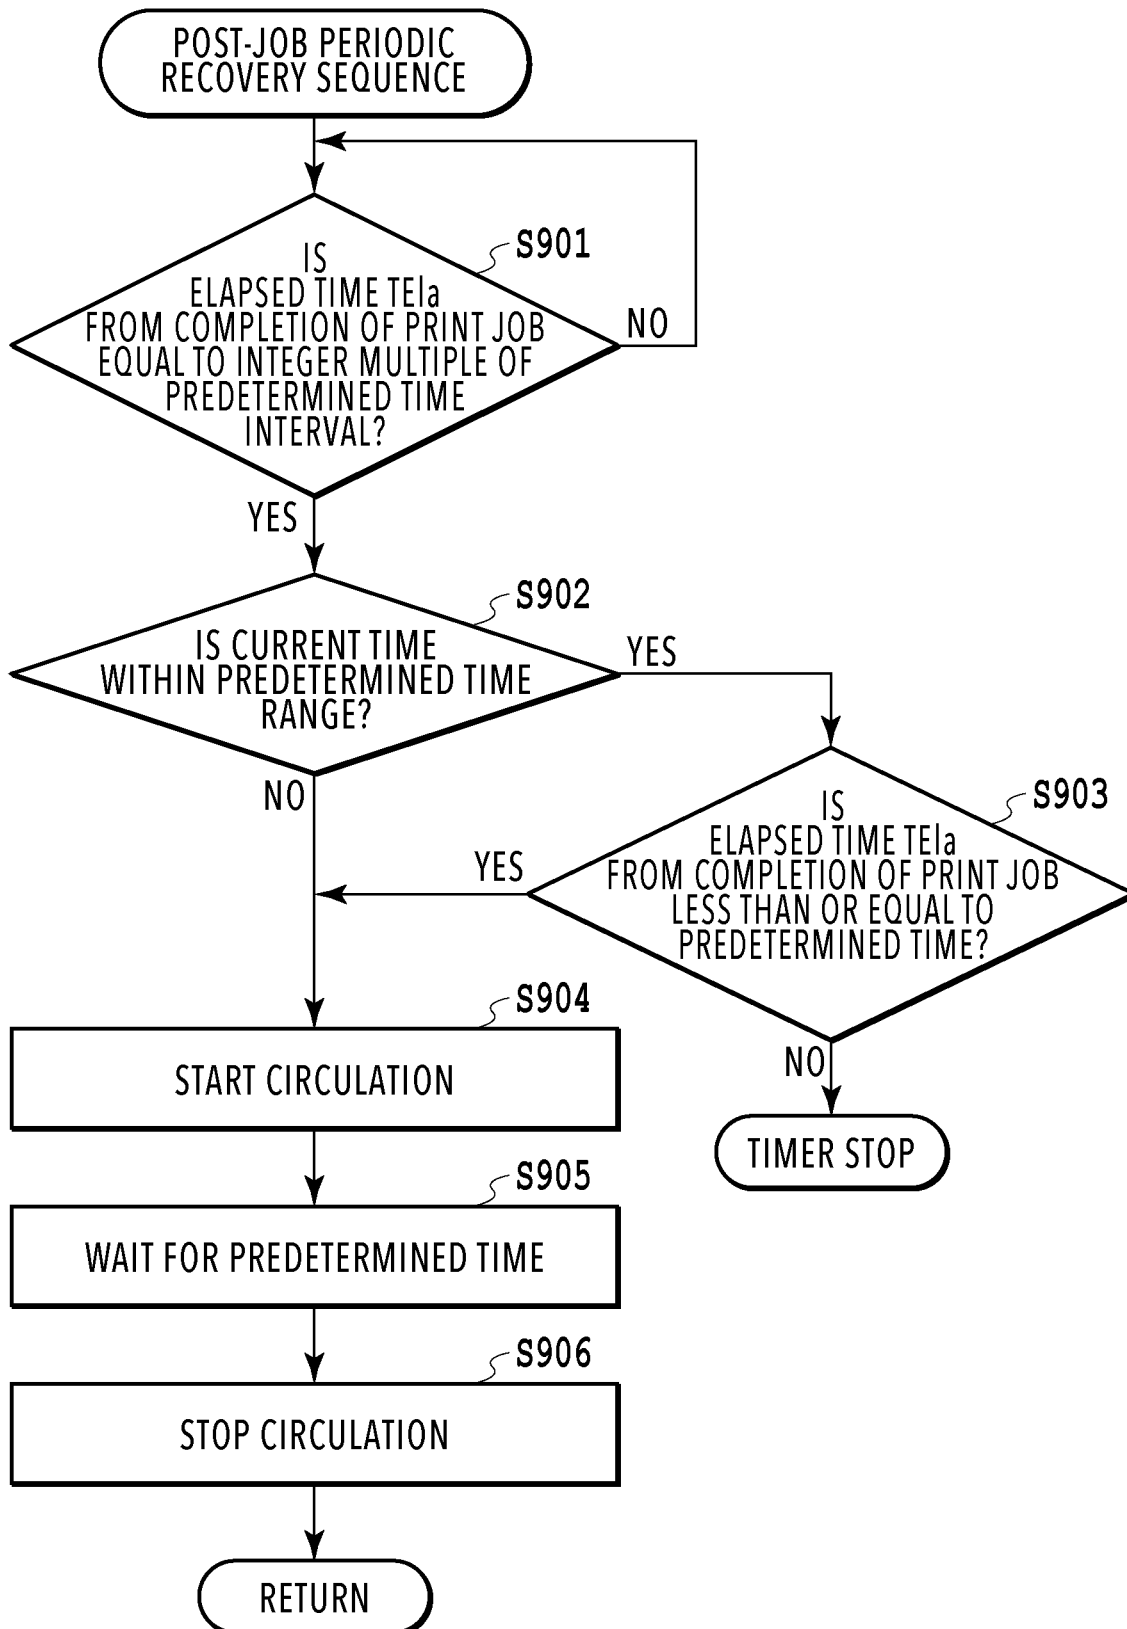 POST-JOB PERIODIC
RECOVERY SEQUENCE
S901
IS
ELAPSED TIME TEla
FROM COMPLETION OF PRINT JOB
EQUAL TO INTEGER MULTIPLE OF
PREDETERMINED TIME
INTERVAL?
NO
YES
S902
IS CURRENT TIME
WITHIN PREDETERMINED TIME
RANGE?
YES
NO
S903
IS
ELAPSED TIME TEla
FROM COMPLETION OF PRINT JOB
LESS THAN OR EQUAL TO
PREDETERMINED TIME?
YES
NO
TIMER STOP
S904
START CIRCULATION
S905
WAIT FOR PREDETERMINED TIME
S906
STOP CIRCULATION
RETURN